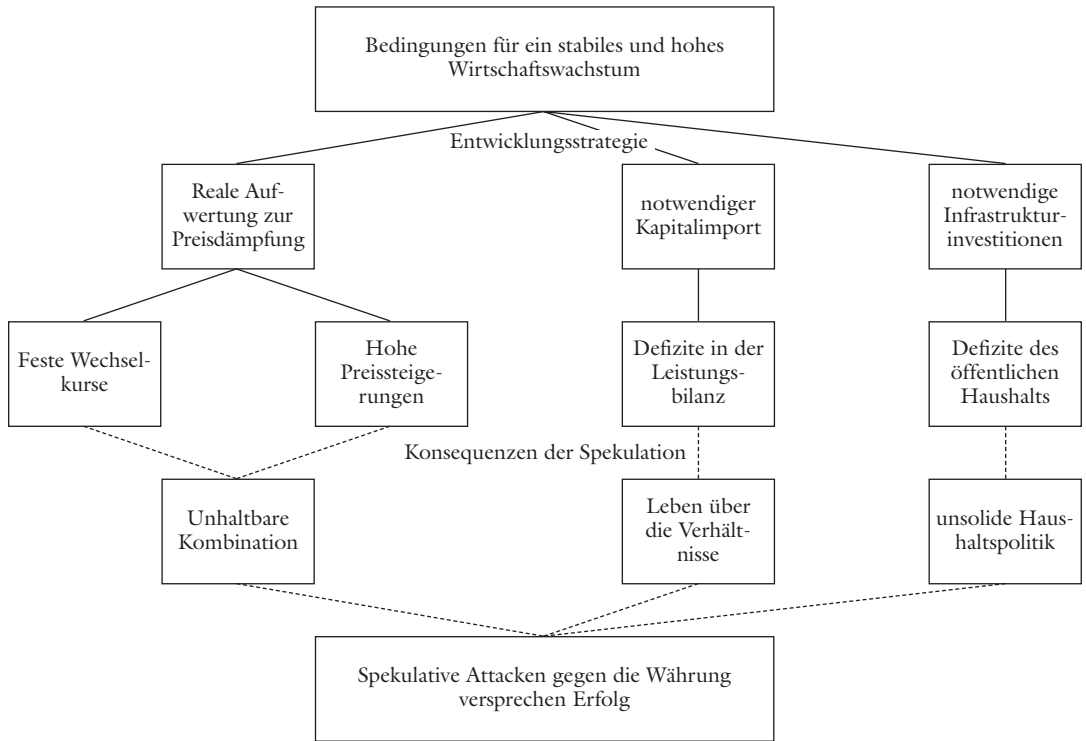 Bedingungen für ein stabiles und hohes
Wirtschaftswachstum
Entwicklungsstrategie
Reale Auf-
wertung zur
Preisdämpfung
notwendiger
Kapitalimport
notwendige
Infrastruktur-
investitionen
Feste Wechsel-
kurse
Hohe
Preissteige-
rungen
Defizite in der
Leistungs-
bilanz
Defizite des
öffentlichen
Haushalts
Konsequenzen der Spekulation
Unhaltbare
Kombination
Leben über
die Verhält-
nisse
unsolide Haus-
haltspolitik
Spekulative Attacken gegen die Währung
versprechen Erfolg